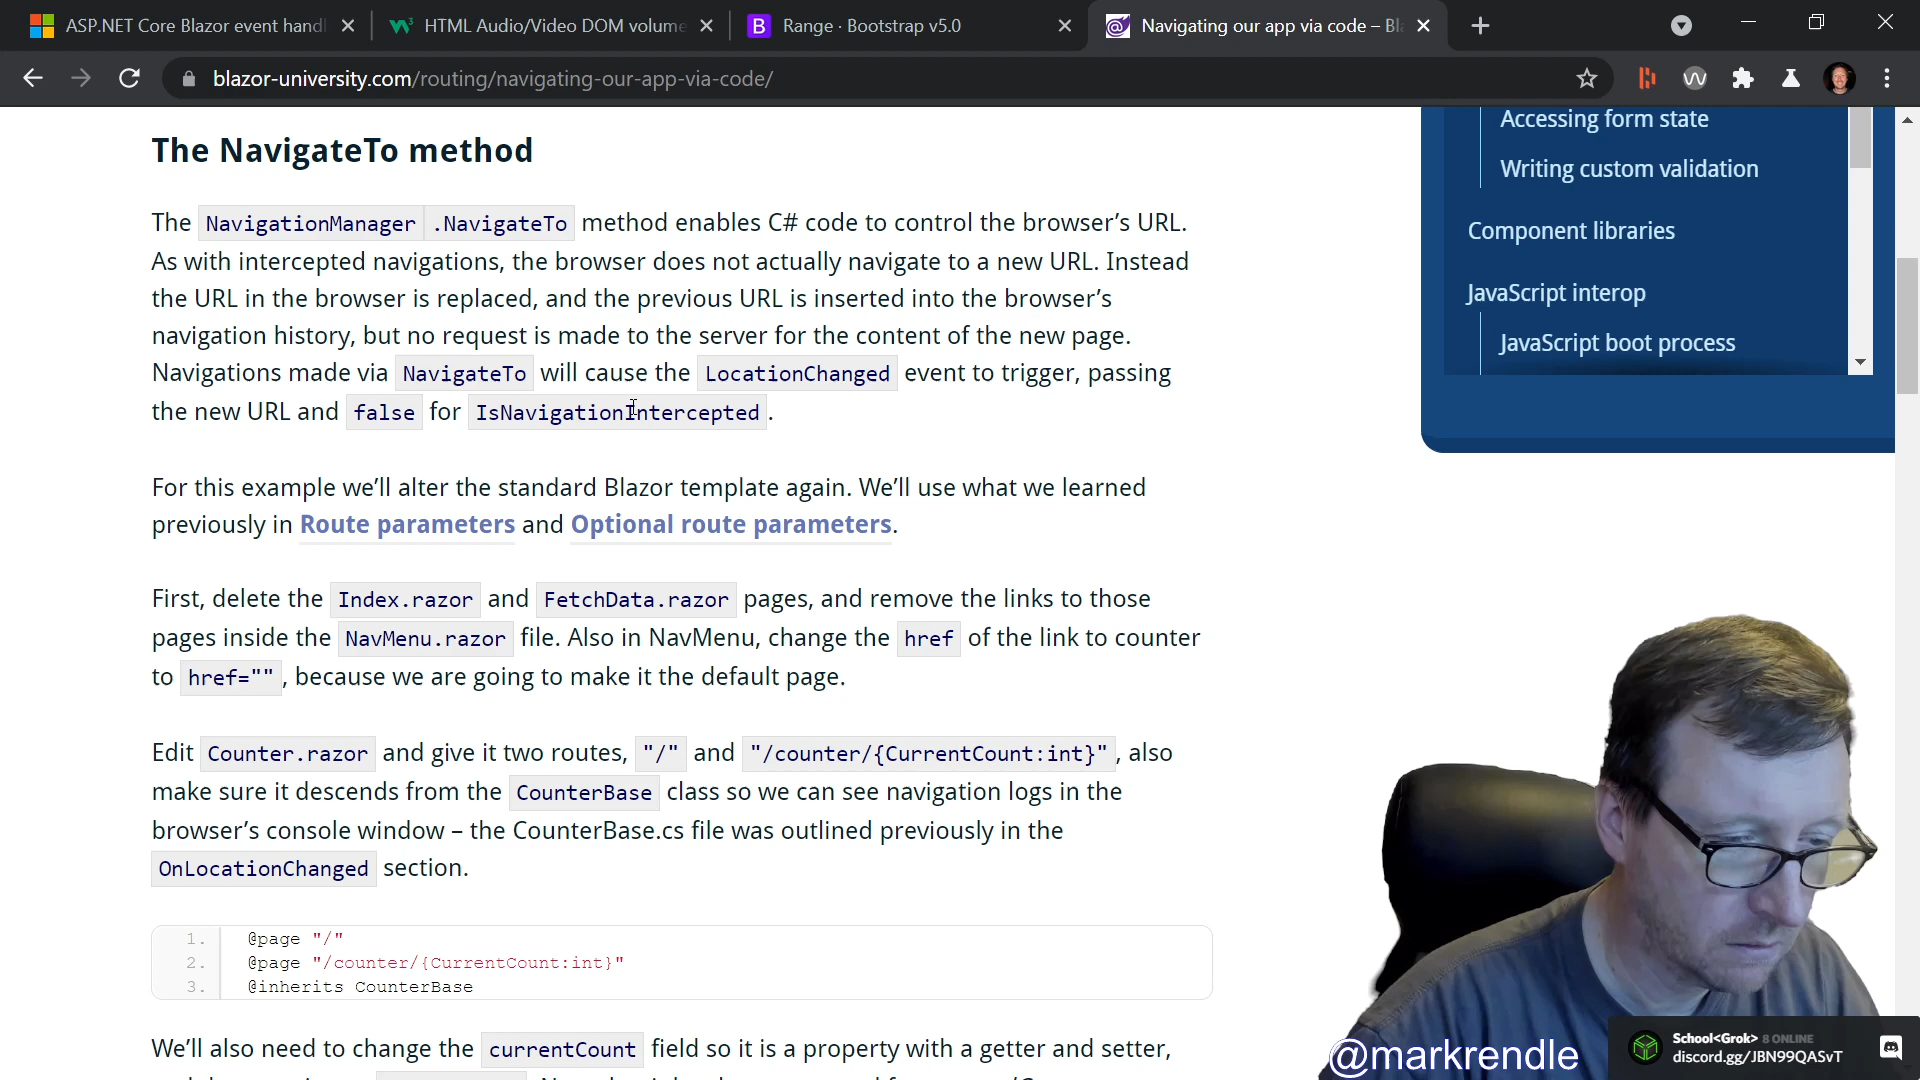 ASP.NET Core Blazor event handl
HTML Audio/Video DOM volume
Range · Bootstrap v5.0
Navigating our app via code – Bl
blazor-university.com/routing/navigating-our-app-via-code/
The NavigateTo method
The NavigationManager .NavigateTo method enables C# code to control the browser’s URL.
As with intercepted navigations, the browser does not actually navigate to a new URL. Instead
the URL in the browser is replaced, and the previous URL is inserted into the browser’s
navigation history, but no request is made to the server for the content of the new page.
Navigations made via NavigateTo will cause the LocationChanged event to trigger, passing
the new URL and false for IsNavigationIntercepted .
For this example we’ll alter the standard Blazor template again. We’ll use what we learned
previously in Route parameters and Optional route parameters.
First, delete the Index.razor and FetchData.razor pages, and remove the links to those
pages inside the NavMenu.razor file. Also in NavMenu, change the href of the link to counter
to href="" , because we are going to make it the default page.
Edit Counter.razor and give it two routes, "/" and "/counter/{CurrentCount:int}" , also
make sure it descends from the CounterBase class so we can see navigation logs in the
browser’s console window – the CounterBase.cs file was outlined previously in the
OnLocationChanged section.
1. @page "/"
2. @page "/counter/{CurrentCount:int}"
3. @inherits CounterBase
We’ll also need to change the currentCount field so it is a property with a getter and setter,
Accessing form state
Writing custom validation
Component libraries
JavaScript interop
JavaScript boot process
@markrendle
School<Grok> 8 ONLINE
discord.gg/JBN99QASvT